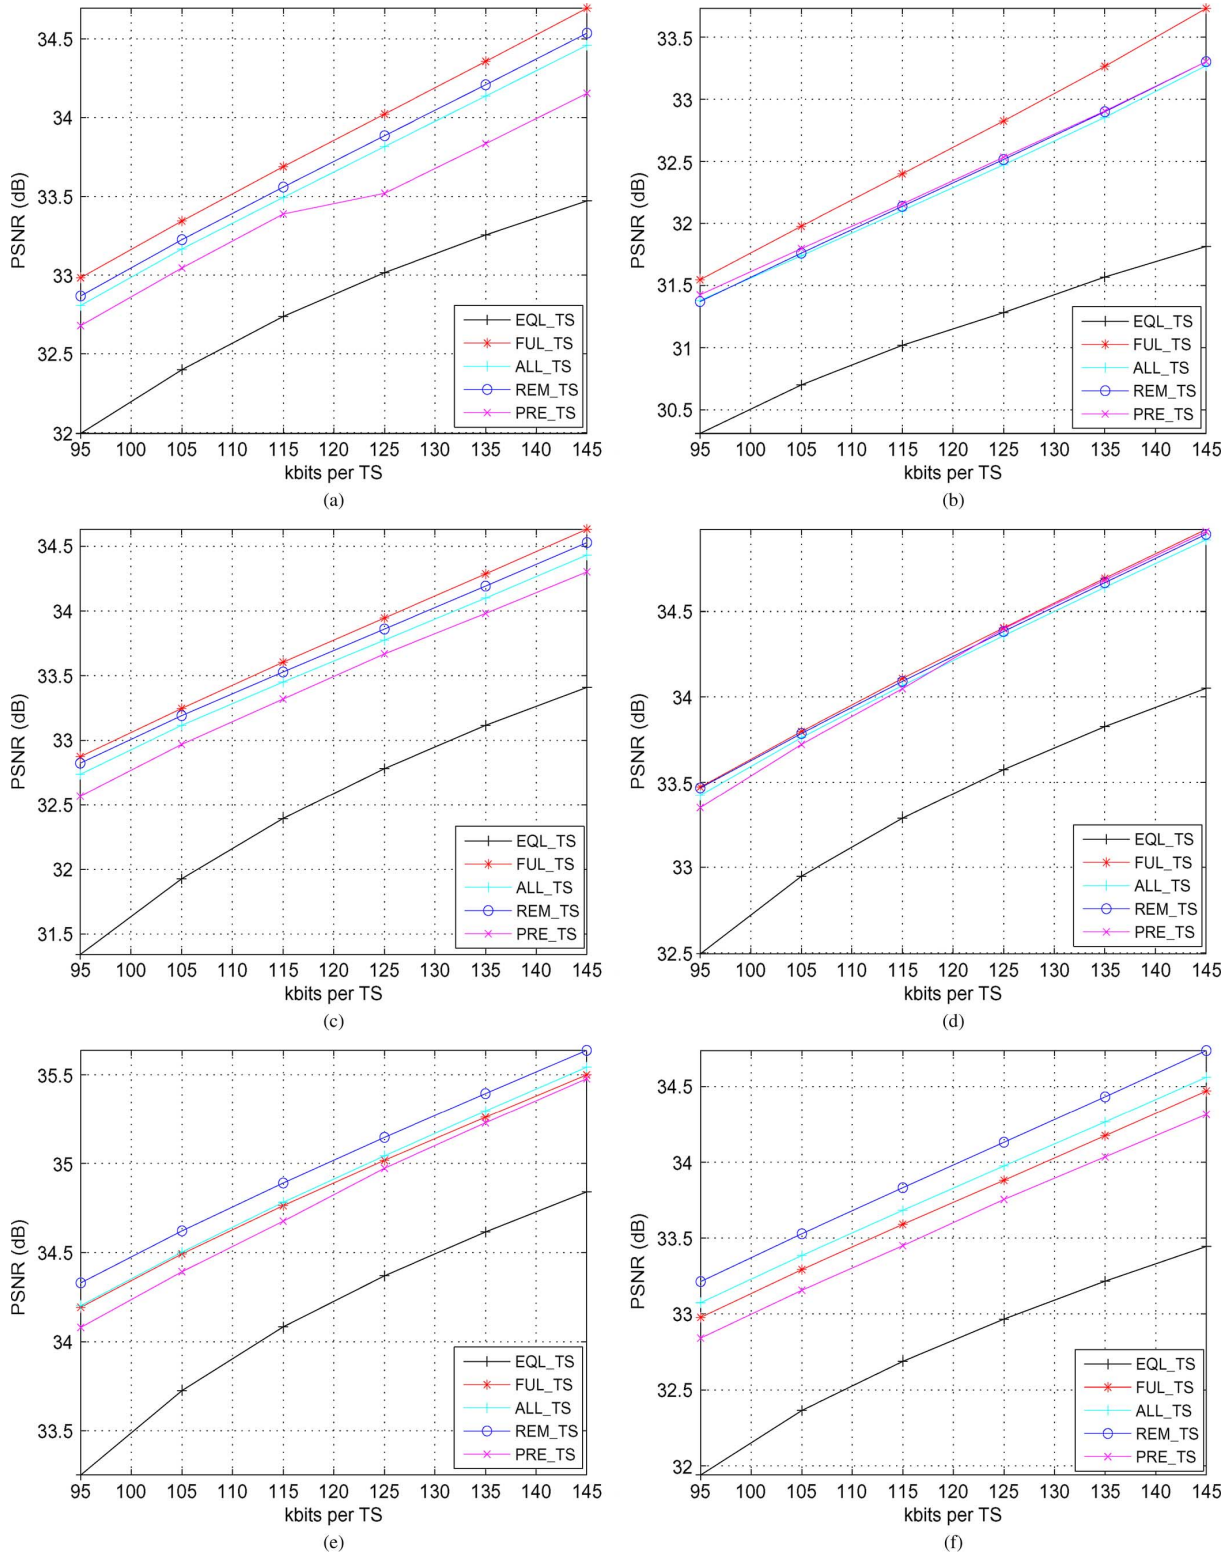 34.5
34
33.5
33
32.5
32
PSNR (dB)
95 100 105 110 115 120 125 130 135 140 145
kbits per TS
EQL_TS
FUL_TS
ALL_TS
REM_TS
PRE_TS
(a)
33.5
33
32.5
32
31.5
31
30.5
PSNR (dB)
95 100 105 110 115 120 125 130 135 140 145
kbits per TS
EQL_TS
FUL_TS
ALL_TS
REM_TS
PRE_TS
(b)
34.5
34
33.5
33
32.5
32
31.5
PSNR (dB)
95 100 105 110 115 120 125 130 135 140 145
kbits per TS
EQL_TS
FUL_TS
ALL_TS
REM_TS
PRE_TS
(c)
34.5
34
33.5
33
32.5
PSNR (dB)
95 100 105 110 115 120 125 130 135 140 145
kbits per TS
EQL_TS
FUL_TS
ALL_TS
REM_TS
PRE_TS
(d)
35.5
35
34.5
34
33.5
PSNR (dB)
95 100 105 110 115 120 125 130 135 140 145
kbits per TS
EQL_TS
FUL_TS
ALL_TS
REM_TS
PRE_TS
(e)
34.5
34
33.5
33
32.5
32
PSNR (dB)
95 100 105 110 115 120 125 130 135 140 145
kbits per TS
EQL_TS
FUL_TS
ALL_TS
REM_TS
PRE_TS
(f)